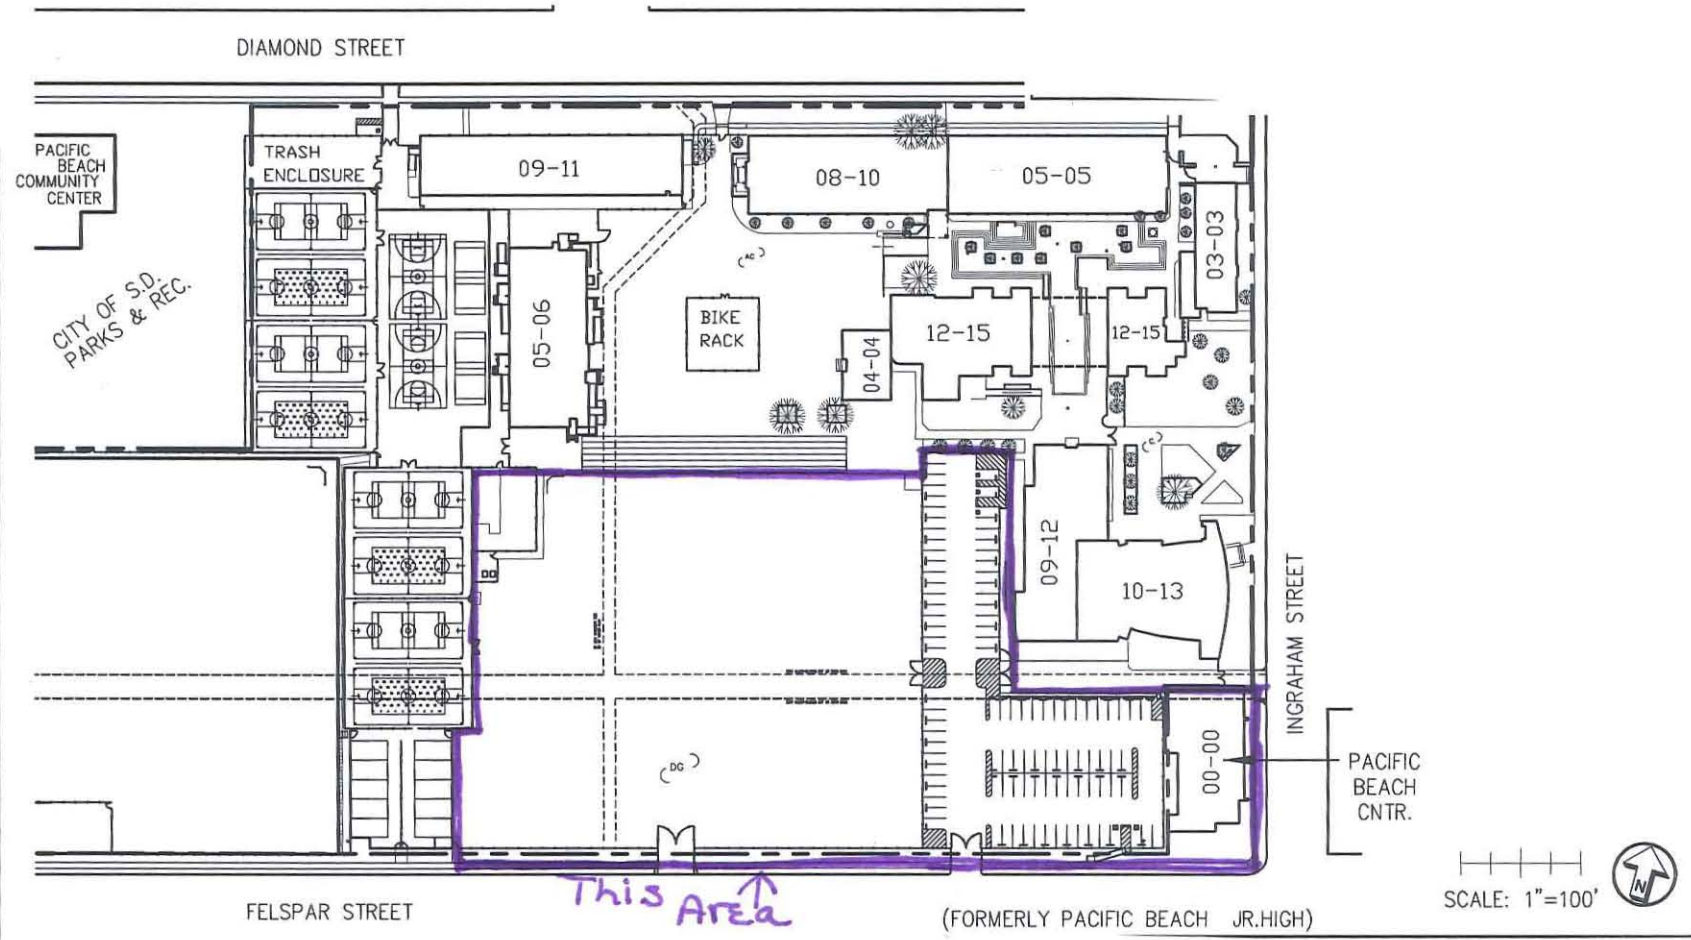 DIAMOND STREET
PACIFIC
BEACH
COMMUNITY
CENTER
TRASH
ENCLOSURE
09-11
08-10
05-05
03-03
CITY OF S.D.
PARKS & REC.
05-06
(AC)
BIKE
RACK
04-04
12-15
12-15
(C)
09-12
10-13
INGRAHAM STREET
(DG)
00-00
PACIFIC
BEACH
CNTR.
This Area
FELSPAR STREET
(FORMERLY PACIFIC BEACH JR.HIGH)
SCALE: 1"=100'
N